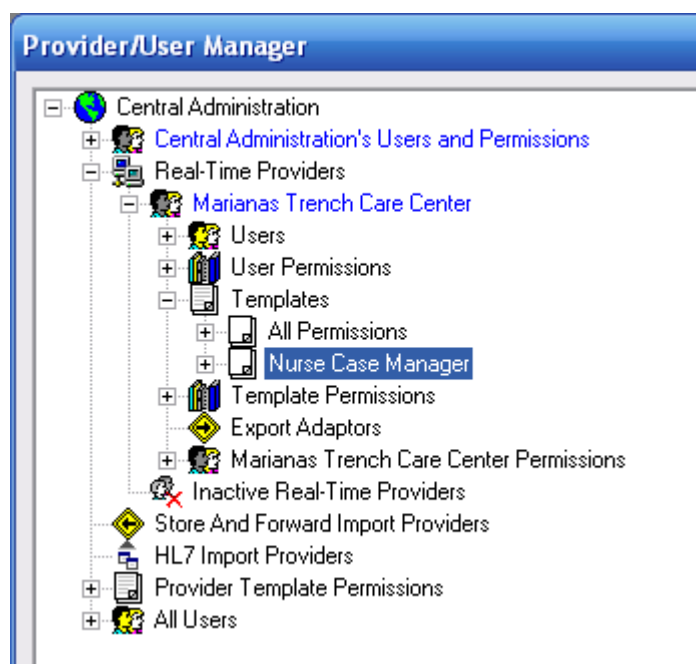 Provider/User Manager
Central Administration
Central Administration's Users and Permissions
Real-Time Providers
Marianas Trench Care Center
Users
User Permissions
Templates
All Permissions
Nurse Case Manager
Template Permissions
Export Adaptors
Marianas Trench Care Center Permissions
Inactive Real-Time Providers
Store And Forward Import Providers
HL7 Import Providers
Provider Template Permissions
All Users